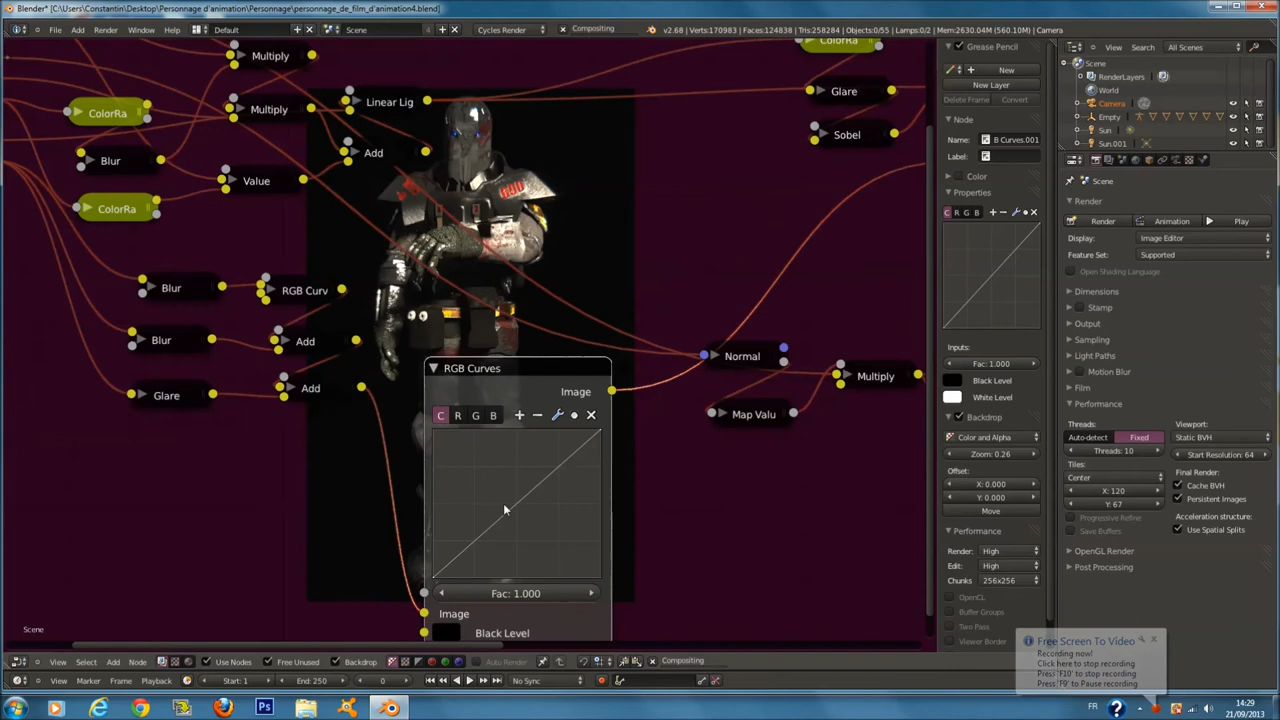 Blender* [C:\Users\Constantin\Desktop\Personnage d'animation\Personnage\personnage_de_film_d'animation4.blend]
File Add Render Window Help Default Scene 4 Cycles Render Compositing v2.68 | Verts:170983 | Faces:124838 | Tris:258284 | Objects:0/55 | Lamps:0/2 | Mem:2630.04M (560.10M) | Camera
Multiply
ColorRa
Multiply
Linear Lig
Blur
Add
Value
ColorRa
Blur
RGB Curv
Blur
Add
Glare
Add
RGB Curves
Image
C R G B
Fac: 1.000
Image
Black Level
Normal
Multiply
Map Valu
ColorRa
Glare
Sobel
Scene
Grease Pencil
New
New Layer
Delete Frame Convert
Node
Name: B Curves.001
Label:
Color
Properties
C R G B
Inputs:
Fac: 1.000
Black Level
White Level
Backdrop
Color and Alpha
Zoom: 0.26
Offset:
X: 0.000
Y: 0.000
Move
Performance
Render: High
Edit: High
Chunks 256x256
OpenCL
Buffer Groups
Two Pass
Viewer Border
View Search All Scenes
Scene
RenderLayers
World
Camera
Empty
Sun
Sun.001
Scene
Render
Render Animation Play
Display: Image Editor
Feature Set: Supported
Open Shading Language
Dimensions
Stamp
Output
Sampling
Light Paths
Motion Blur
Film
Performance
Threads: Viewport:
Auto-detect Fixed Static BVH
Threads: 10 Start Resolution: 64
Tiles: Final Render:
Center Cache BVH
X: 120 Persistent Images
Y: 67 Acceleration structure:
Progressive Refine Use Spatial Splits
Save Buffers
OpenGL Render
Post Processing
Free Screen To Video
Recording now!
Click here to stop recording
Press 'F10' to stop recording
Press 'F9' to Pause recording
View Select Add Node Use Nodes Free Unused Backdrop Auto Render Compositing
View Marker Frame Playback Start: 1 End: 250 0 No Sync
Ps FR 14:29
21/09/2013